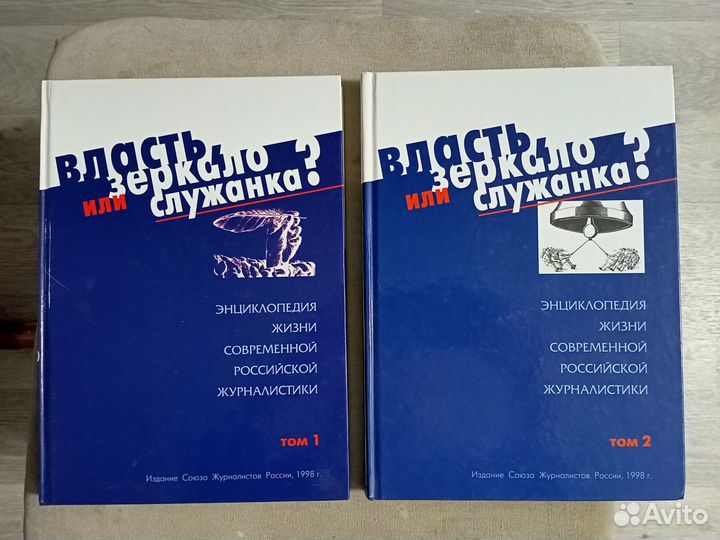 власть,
зеркало
или служанка?
ЭНЦИКЛОПЕДИЯ
ЖИЗНИ
СОВРЕМЕННОЙ
РОССИЙСКОЙ
ЖУРНАЛИСТИКИ
том 1
Издание Союза Журналистов России, 1998 г.
власть,
зеркало
или служанка?
ЭНЦИКЛОПЕДИЯ
ЖИЗНИ
СОВРЕМЕННОЙ
РОССИЙСКОЙ
ЖУРНАЛИСТИКИ
том 2
Издание Союза Журналистов России, 1998 г.
Avito